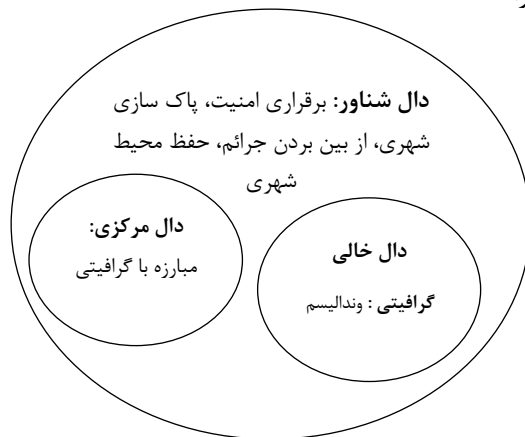 دال شناور: برقراری امنیت، پاک سازی
شهری، از بین بردن جرائم، حفظ محیط
شهری
دال مرکزی:
مبارزه با گرافیتی
دال خالی
گرافیتی : وندالیسم